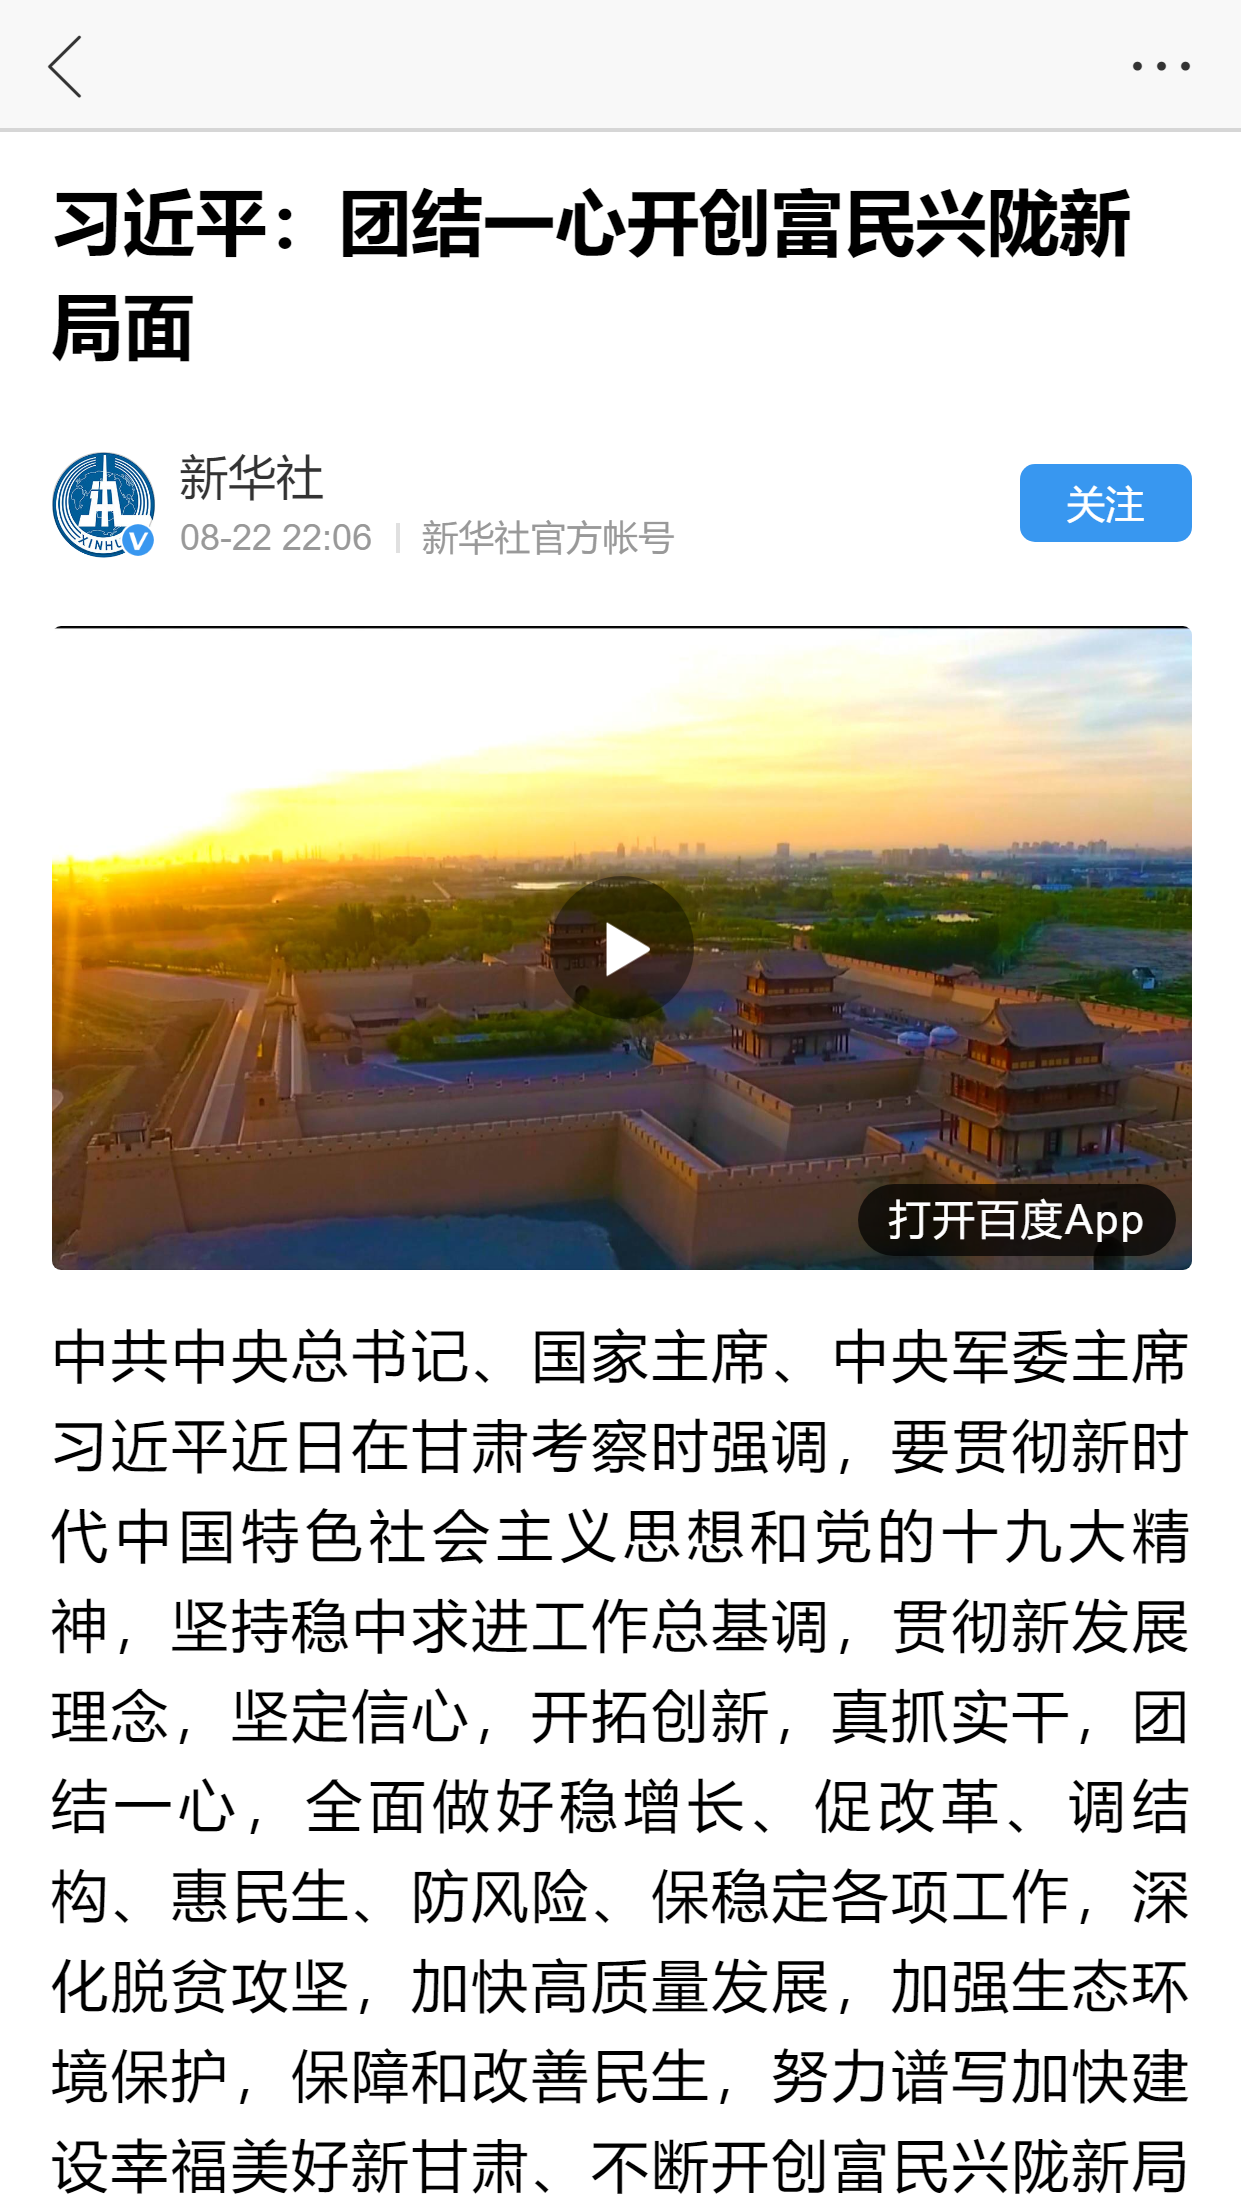 习近平：团结一心开创富民兴陇新
局面
新华社
08-22 22:06
新华社官方帐号
关注
XINHU
V
打开百度App
中共中央总书记、国家主席、中央军委主席
习近平近日在甘肃考察时强调，要贯彻新时
代中国特色社会主义思想和党的十九大精
神，坚持稳中求进工作总基调，贯彻新发展
理念，坚定信心，开拓创新，真抓实干，团
结一心，全面做好稳增长、促改革、调结
构、惠民生、防风险、保稳定各项工作，深
化脱贫攻坚，加快高质量发展，加强生态环
境保护，保障和改善民生，努力谱写加快建
设幸福美好新甘肃、不断开创富民兴陇新局